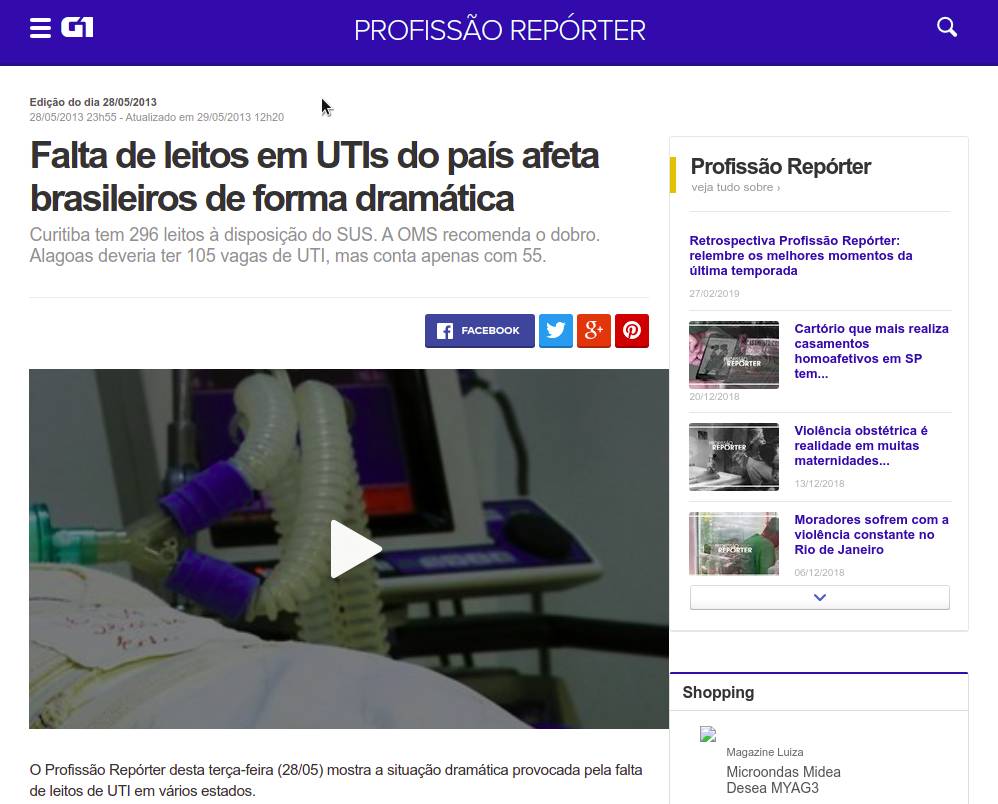 G1
PROFISSÃO REPÓRTER
Edição do dia 28/05/2013
28/05/2013 23h55 - Atualizado em 29/05/2013 12h20
Falta de leitos em UTIs do país afeta
brasileiros de forma dramática
Curitiba tem 296 leitos à disposição do SUS. A OMS recomenda o dobro.
Alagoas deveria ter 105 vagas de UTI, mas conta apenas com 55.
FACEBOOK
g+
O Profissão Repórter desta terça-feira (28/05) mostra a situação dramática provocada pela falta
de leitos de UTI em vários estados.
Profissão Repórter
veja tudo sobre ›
Retrospectiva Profissão Repórter:
relembre os melhores momentos da
última temporada
27/02/2019
PROFISSÃO
REPÓRTER
Cartório que mais realiza
casamentos
homoafetivos em SP
tem...
20/12/2018
PROFISSÃO
REPÓRTER
Violência obstétrica é
realidade em muitas
maternidades...
13/12/2018
PROFISSÃO
REPÓRTER
Moradores sofrem com a
violência constante no
Rio de Janeiro
06/12/2018
Shopping
Magazine Luiza
Microondas Midea
Desea MYAG3